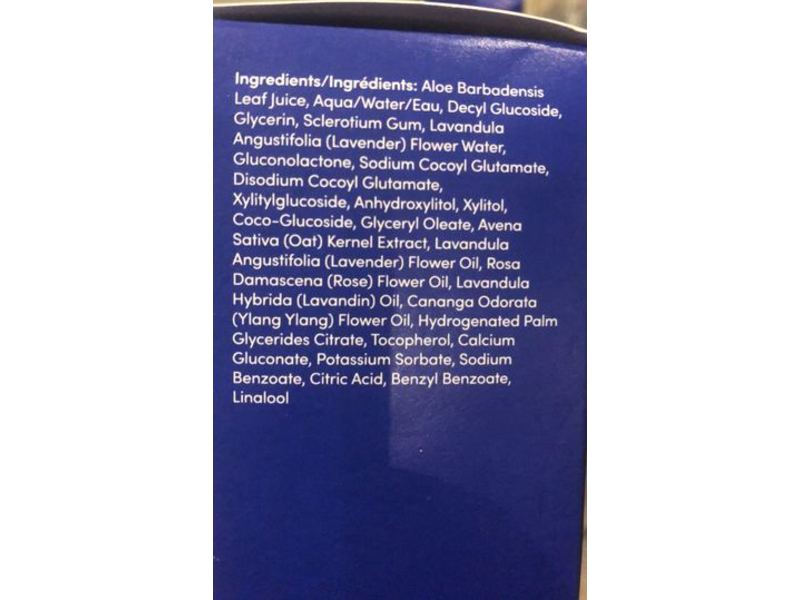 Ingredients/Ingrédients: Aloe Barbadensis
Leaf Juice, Aqua/Water/Eau, Decyl Glucoside,
Glycerin, Sclerotium Gum, Lavandula
Angustifolia (Lavender) Flower Water,
Gluconolactone, Sodium Cocoyl Glutamate,
Disodium Cocoyl Glutamate,
Xylitylglucoside, Anhydroxylitol, Xylitol,
Coco-Glucoside, Glyceryl Oleate, Avena
Sativa (Oat) Kernel Extract, Lavandula
Angustifolia (Lavender) Flower Oil, Rosa
Damascena (Rose) Flower Oil, Lavandula
Hybrida (Lavandin) Oil, Cananga Odorata
(Ylang Ylang) Flower Oil, Hydrogenated Palm
Glycerides Citrate, Tocopherol, Calcium
Gluconate, Potassium Sorbate, Sodium
Benzoate, Citric Acid, Benzyl Benzoate,
Linalool